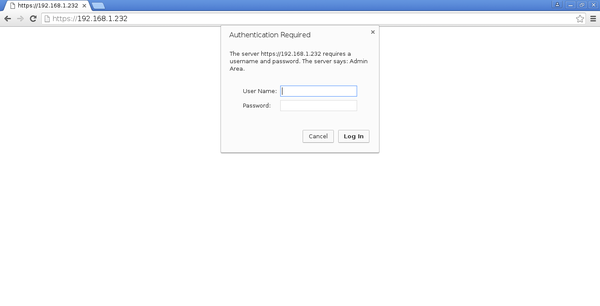 https://192.168.1.232
https://192.168.1.232
Authentication Required
The server https://192.168.1.232 requires a
username and password. The server says: Admin
Area.
User Name:
Password:
Cancel
Log In